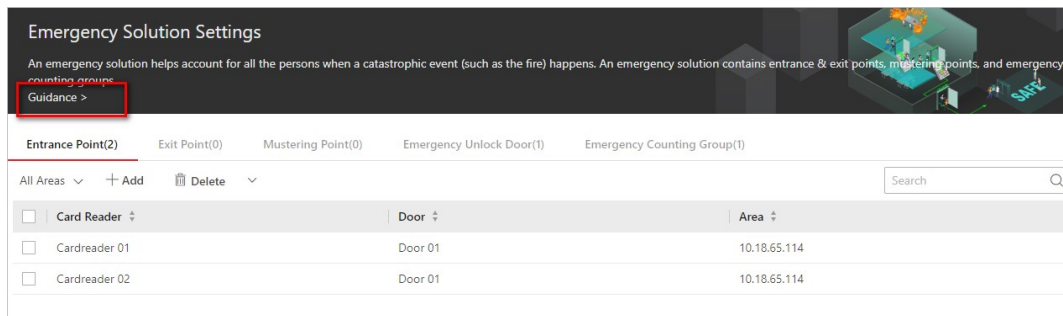 Emergency Solution Settings
An emergency solution helps account for all the persons when a catastrophic event (such as the fire) happens. An emergency solution contains entrance & exit points, mustering points, and emergency
counting groups.
Guidance >
SAFE
Entrance Point(2) Exit Point(0) Mustering Point(0) Emergency Unlock Door(1) Emergency Counting Group(1)
All Areas + Add Delete Search
Card Reader Door Area
Cardreader 01 Door 01 10.18.65.114
Cardreader 02 Door 01 10.18.65.114